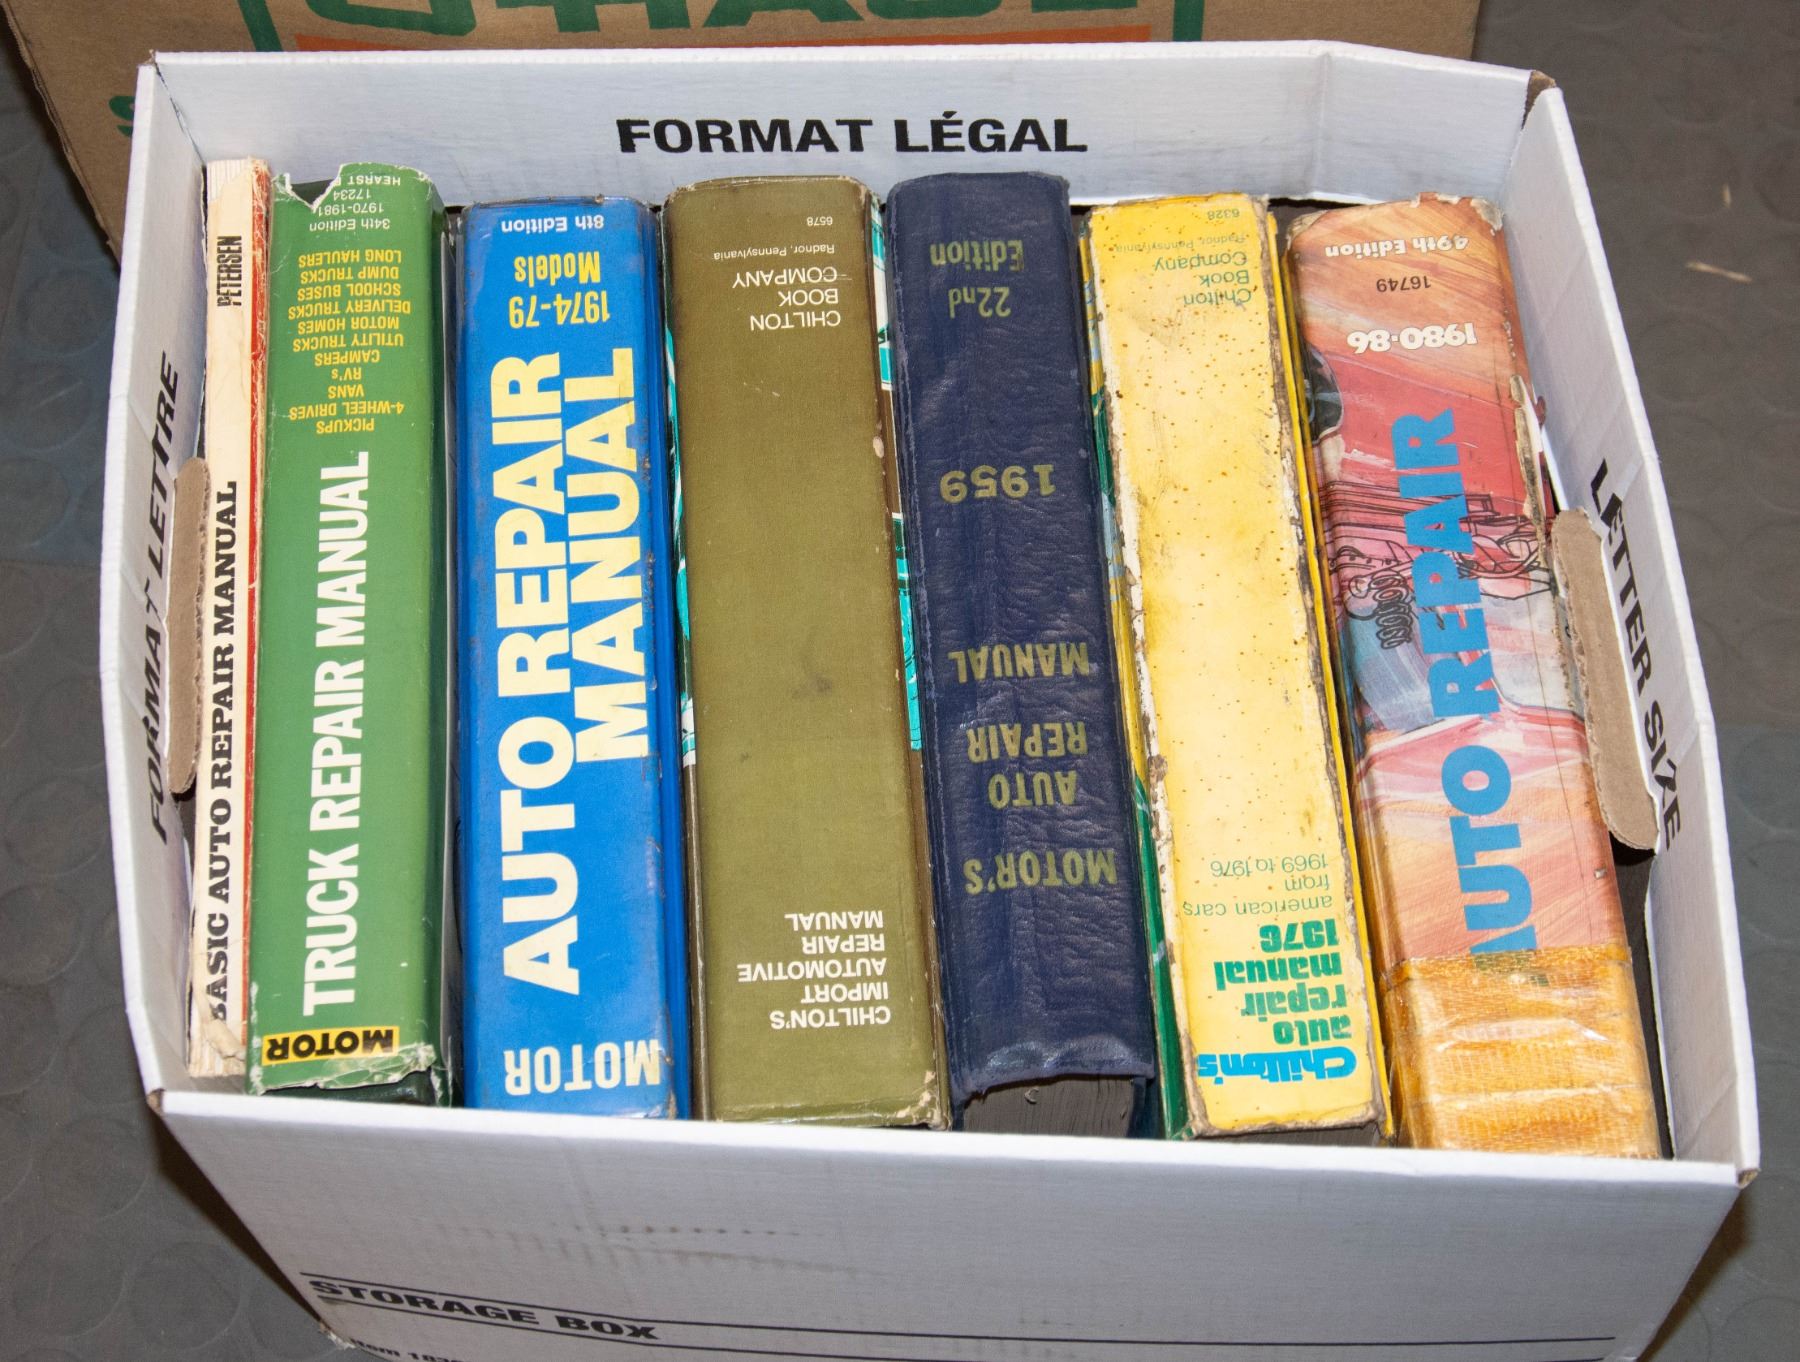 FORMAT LÉGAL
FORMAT LETTRE
LETTER SIZE
PETERSEN
BASIC AUTO REPAIR MANUAL
MOTOR
TRUCK REPAIR MANUAL
PICKUPS
4-WHEEL DRIVES
VANS
RV's
CAMPERS
UTILITY TRUCKS
MOTOR HOMES
DELIVERY TRUCKS
SCHOOL BUSES
DUMP TRUCKS
LONG HAULERS
34th Edition
1970-1981
17234
HEARST
MOTOR
AUTO REPAIR
MANUAL
1974-79
Models
8th Edition
CHILTON'S
IMPORT
AUTOMOTIVE
REPAIR
MANUAL
CHILTON
BOOK
COMPANY
Radnor, Pennsylvania
6578
MOTOR'S
AUTO
REPAIR
MANUAL
1959
22nd
Edition
Chilton's
auto
repair
manual
1976
american cars
from
1969 to 1976
Chilton
Book
Company
Radnor, Pennsylvania
6328
AUTO REPAIR
1980-86
16749
49th Edition
STORAGE BOX